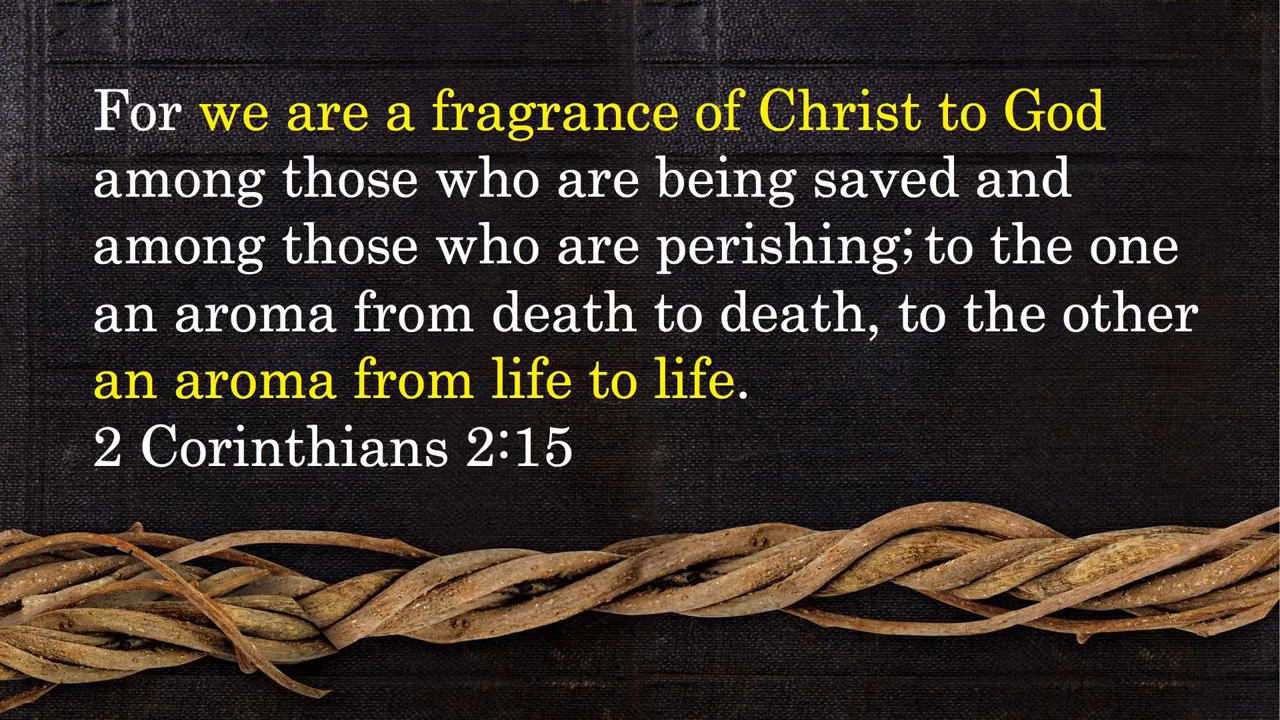 For we are a fragrance of Christ to God
among those who are being saved and
among those who are perishing; to the one
an aroma from death to death, to the other
an aroma from life to life.
2 Corinthians 2:15